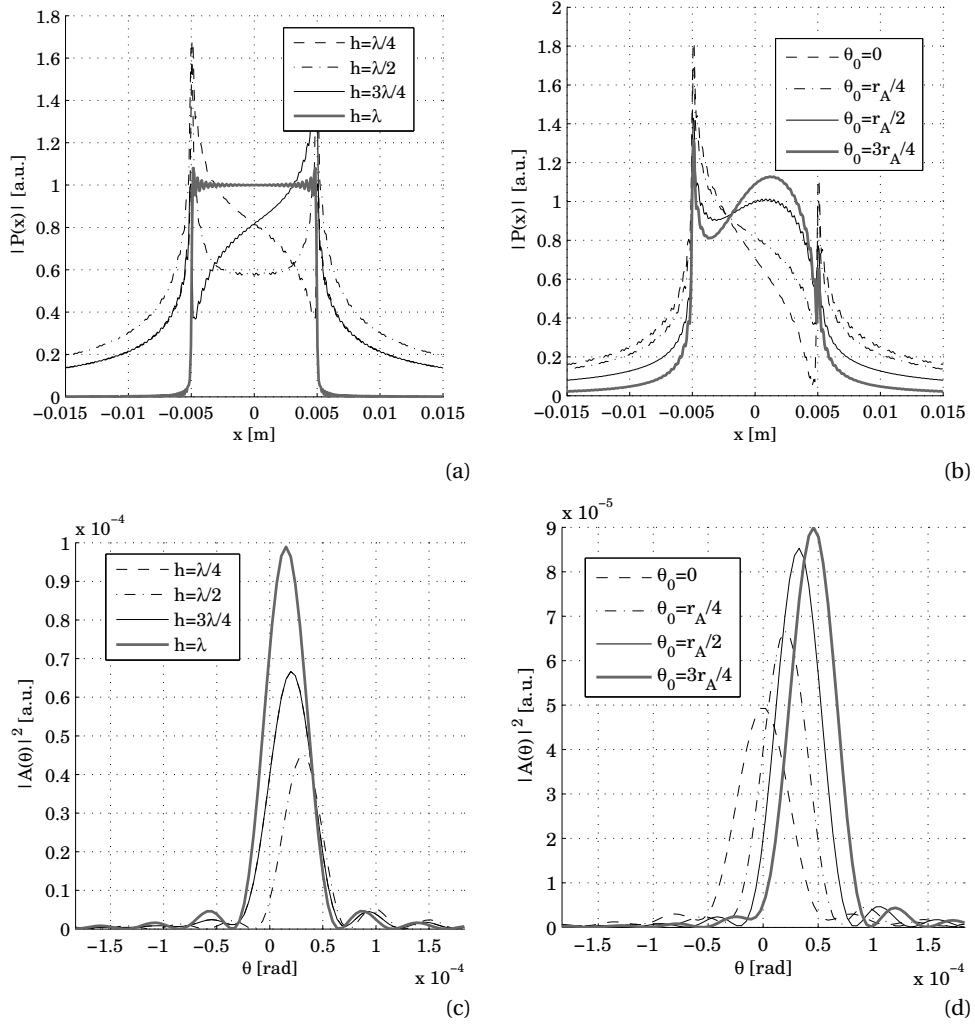 1.8
1.6
1.4
1.2
1
0.8
0.6
0.4
0.2
0
|P(x)| [a.u.]
h=λ/4
h=λ/2
h=3λ/4
h=λ
−0.015 −0.01 −0.005 0 0.005 0.01 0.015
x [m]
(a)
2
1.8
1.6
1.4
1.2
1
0.8
0.6
0.4
0.2
0
|P(x)| [a.u.]
θ0=0
θ0=rA/4
θ0=rA/2
θ0=3rA/4
−0.015 −0.01 −0.005 0 0.005 0.01 0.015
x [m]
(b)
x 10−4
1
0.9
0.8
0.7
0.6
0.5
0.4
0.3
0.2
0.1
0
|A(θ)|2 [a.u.]
h=λ/4
h=λ/2
h=3λ/4
h=λ
−1.5 −1 −0.5 0 0.5 1 1.5
θ [rad]
x 10−4
(c)
x 10−5
9
8
7
6
5
4
3
2
1
0
|A(θ)|2 [a.u.]
θ0=0
θ0=rA/4
θ0=rA/2
θ0=3rA/4
−1.5 −1 −0.5 0 0.5 1 1.5
θ [rad]
x 10−4
(d)